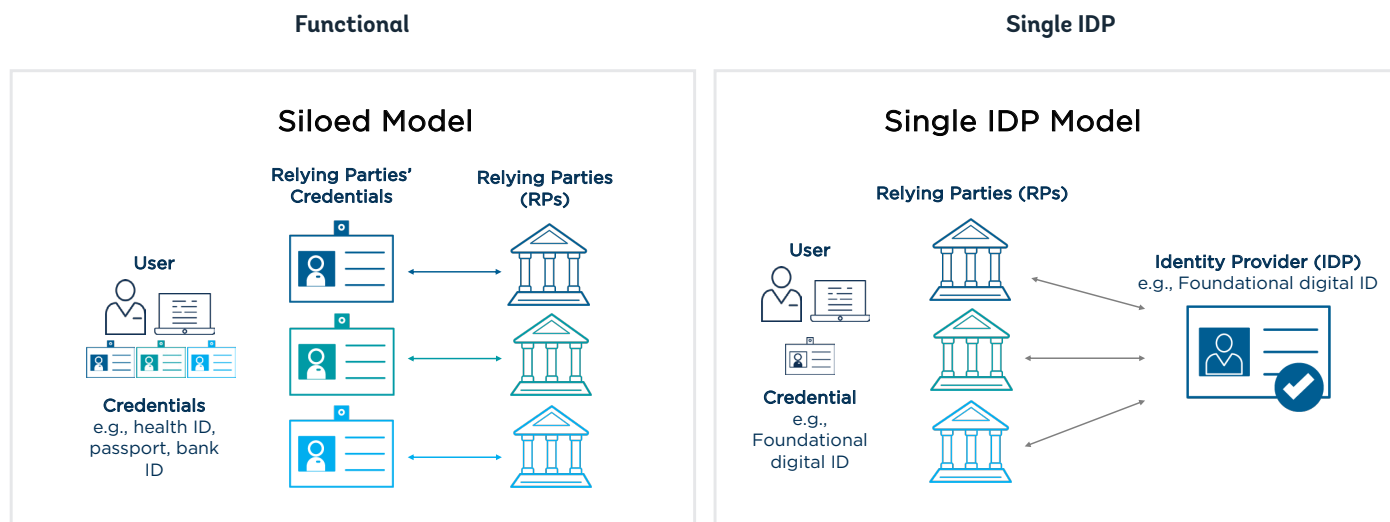 Functional
Siloed Model
Relying Parties'
Credentials
Relying Parties
(RPs)
User
Credentials
e.g., health ID,
passport, bank
ID
Single IDP
Single IDP Model
Relying Parties (RPs)
User
Identity Provider (IDP)
e.g., Foundational digital ID
Credential
e.g.,
Foundational
digital ID